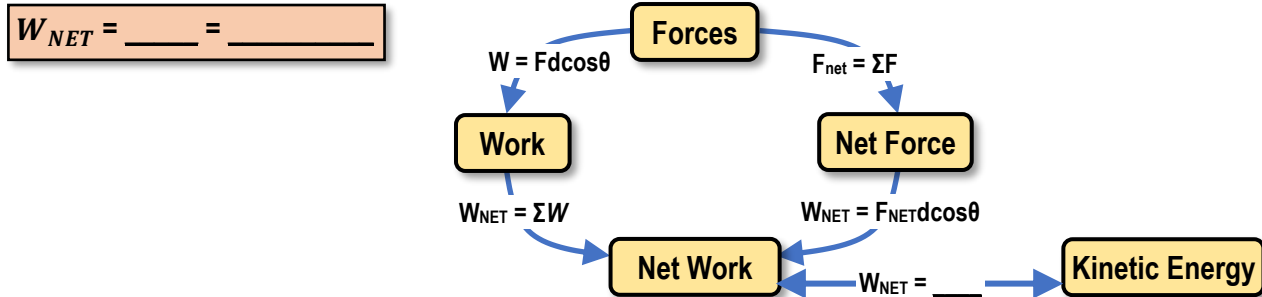 W_NET = _____ = __________
Forces
W = Fdcosθ
F_net = ΣF
Work
Net Force
W_NET = ΣW
W_NET = F_NETdcosθ
Net Work
W_NET = ____
Kinetic Energy